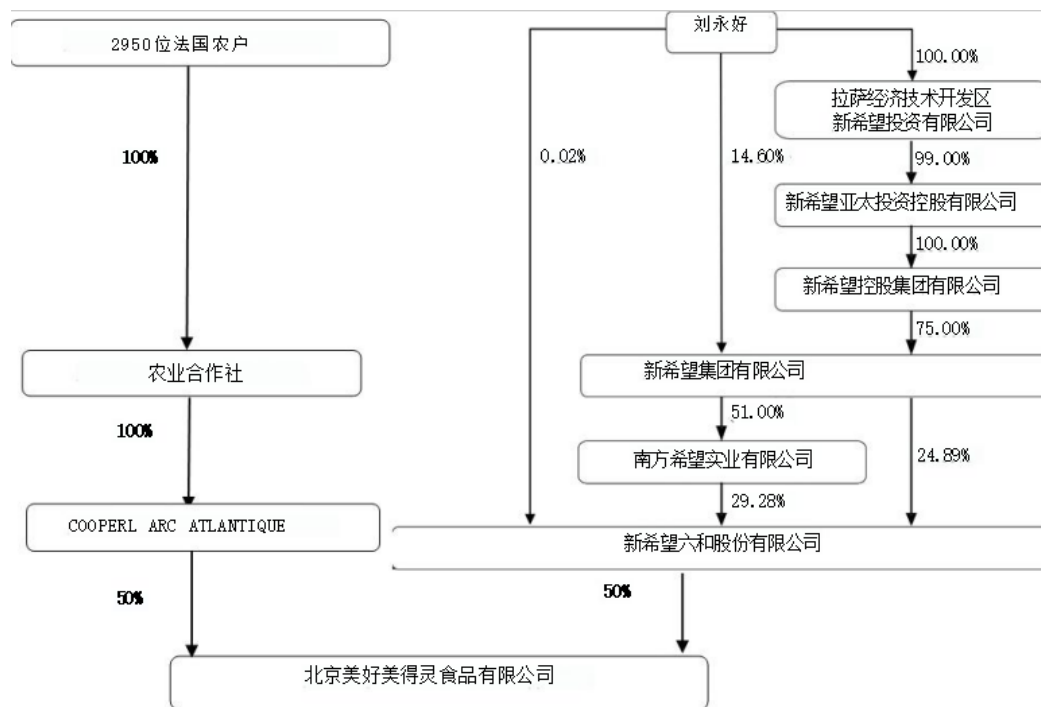 2950位法国农户
刘永好
100.00%
拉萨经济技术开发区
新希望投资有限公司
100%
0.02%
14.60%
99.00%
新希望亚太投资控股有限公司
100.00%
新希望控股集团有限公司
75.00%
农业合作社
新希望集团有限公司
100%
51.00%
南方希望实业有限公司
24.89%
29.28%
COOPERL ARC ATLANTIQUE
新希望六和股份有限公司
50%
50%
北京美好美得灵食品有限公司